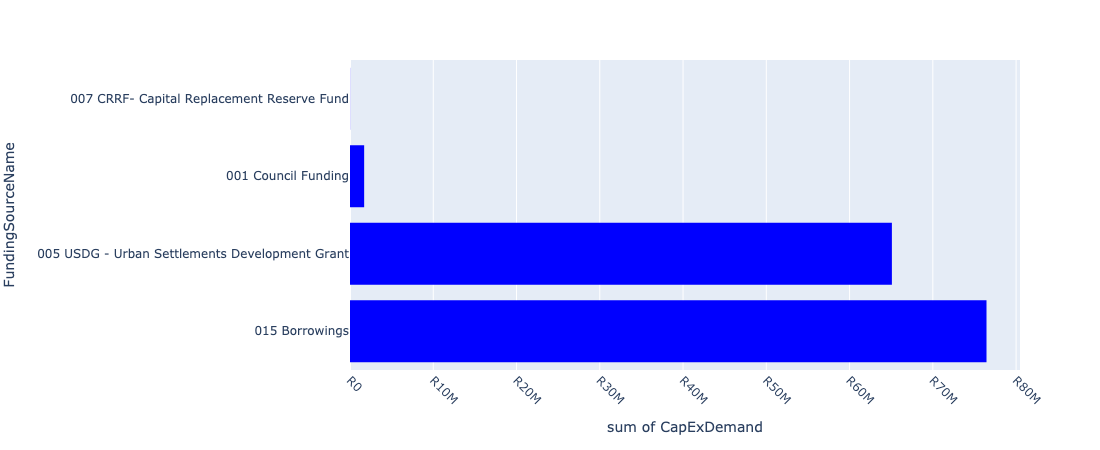 FundingSourceName
007 CRRF- Capital Replacement Reserve Fund
001 Council Funding
005 USDG - Urban Settlements Development Grant
015 Borrowings
R0
R10M
R20M
R30M
R40M
R50M
R60M
R70M
R80M
sum of CapExDemand